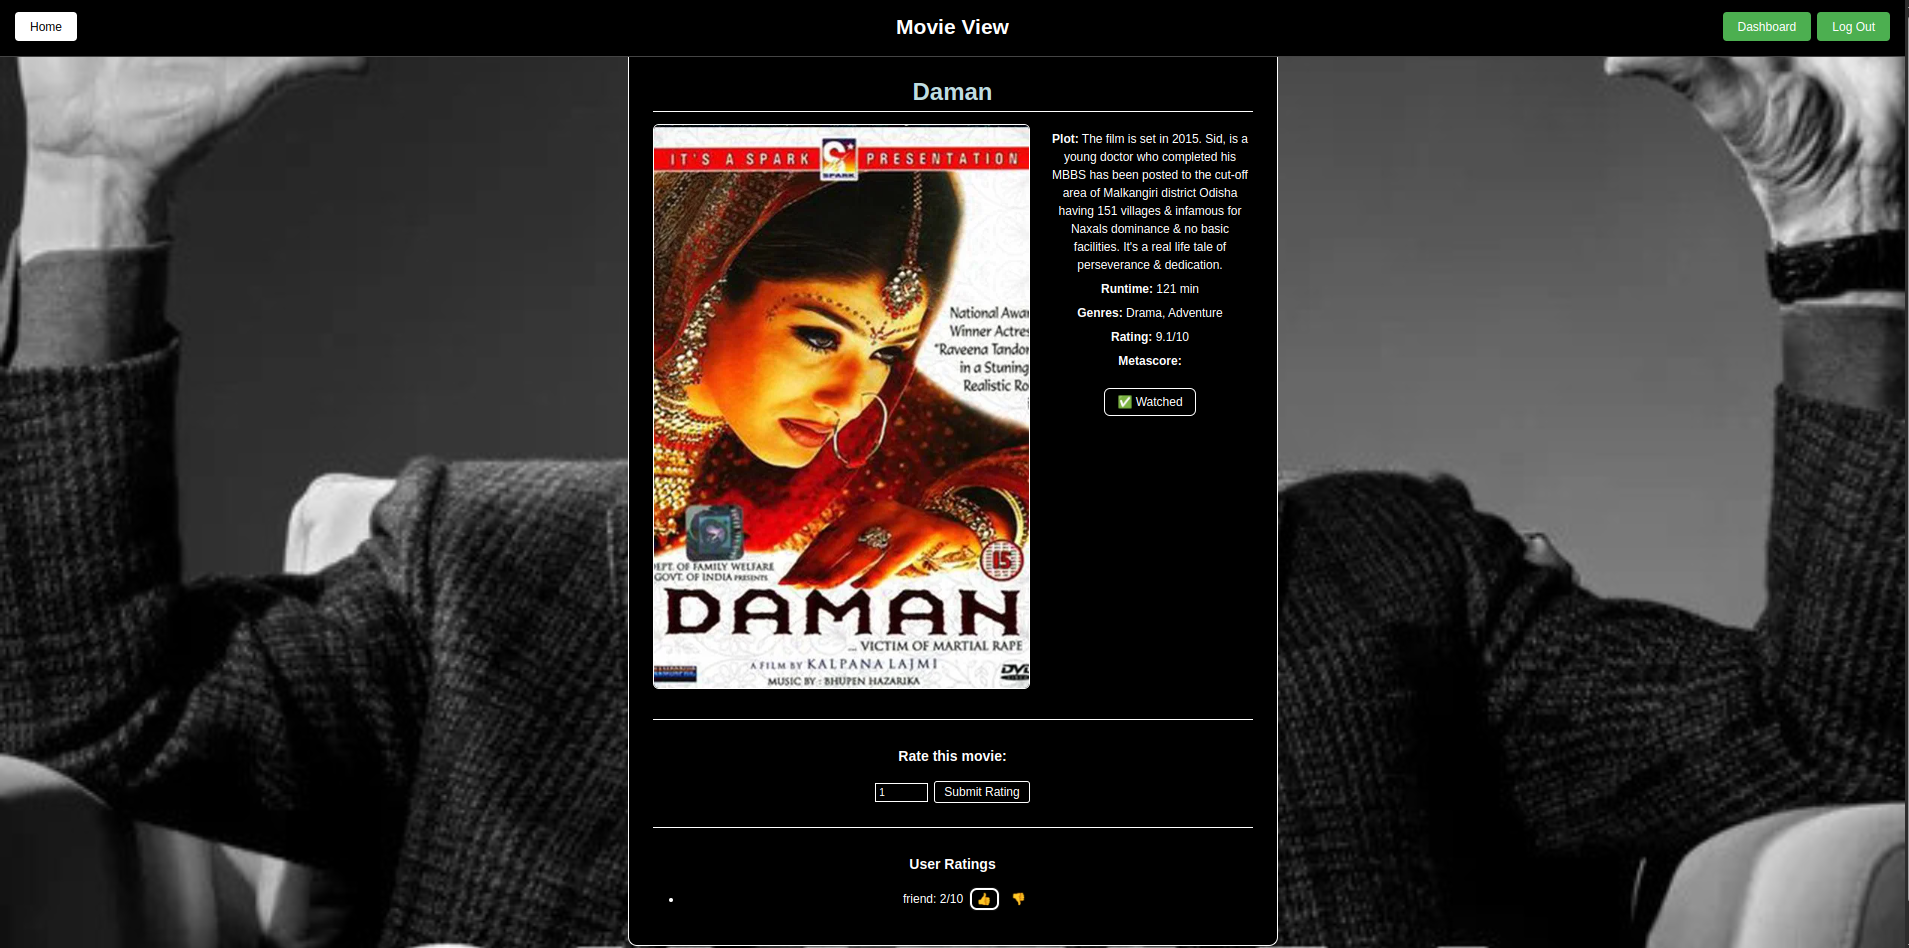 Home
Movie View
Dashboard
Log Out
Daman
IT'S A SPARK
SPARK
PRESENTATION
National Awar
Winner Actres
"Raveena Tandon
in a Stuning
Realistic Ro
15
EPT. OF FAMILY WELFARE
GOVT. OF INDIA PRESENTS
DAMAN
... VICTIM OF MARTIAL RAPE
A FILM BY KALPANA LAJMI
MUSIC BY : BHUPEN HAZARIKA
DVD
Plot: The film is set in 2015. Sid, is a
young doctor who completed his
MBBS has been posted to the cut-off
area of Malkangiri district Odisha
having 151 villages & infamous for
Naxals dominance & no basic
facilities. It's a real life tale of
perseverance & dedication.
Runtime: 121 min
Genres: Drama, Adventure
Rating: 9.1/10
Metascore:
✅ Watched
Rate this movie:
1
Submit Rating
User Ratings
friend: 2/10 👍 👎